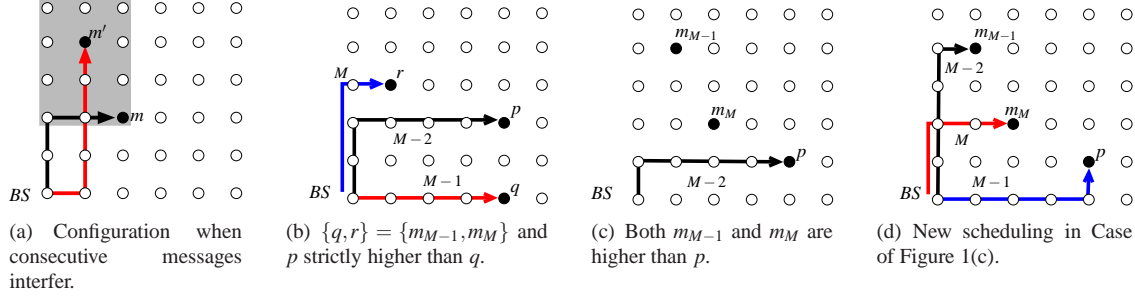 m′
m
BS
M
r
p
M − 2
M − 1
q
BS
m_{M−1}
m_M
p
M − 2
BS
m_{M−1}
M − 2
m_M
M
p
M − 1
BS
(a) Configuration when
consecutive messages
interfer.
(b) {q, r} = {m_{M−1}, m_M} and
p strictly higher than q.
(c) Both m_{M−1} and m_M are
higher than p.
(d) New scheduling in Case
of Figure 1(c).